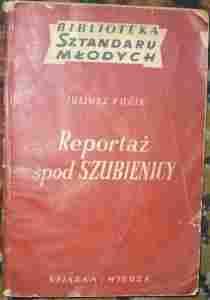 BIBLIOTEKA
SZTANDARU
MŁODYCH
JULIUSZ FUČIK
Reportaż
spod SZUBIENICY
KSIĄŻKA i WIEDZA